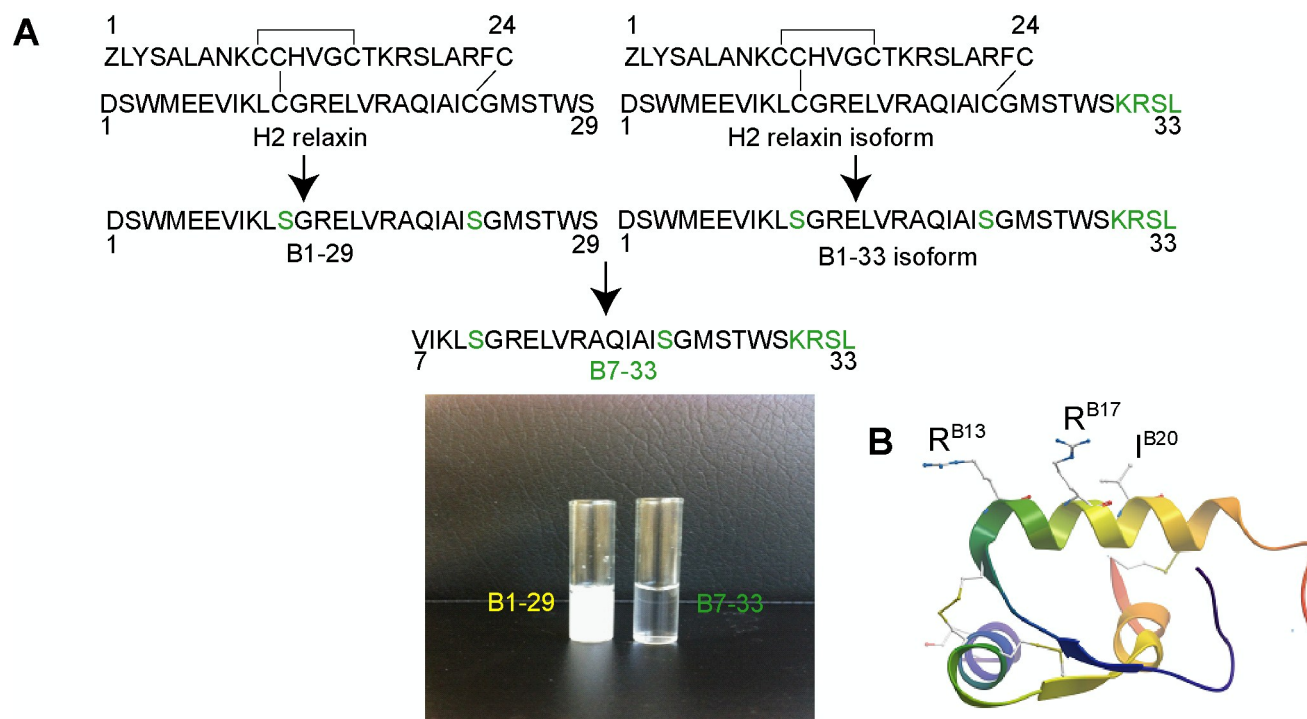 A
1 24
ZLYSALANKCCHVGCTKRSLARFC
DSWMEEVIKLCGRELVRAQIAICGMSTWS
1 29
H2 relaxin
1 24
ZLYSALANKCCHVGCTKRSLARFC
DSWMEEVIKLCGRELVRAQIAICGMSTWSKRSL
1 33
H2 relaxin isoform
DSWMEEVIKLSGRELVRAQIAISGMSTWS
1 29
B1-29
DSWMEEVIKLSGRELVRAQIAISGMSTWSKRSL
1 33
B1-33 isoform
VIKLSGRELVRAQIAISGMSTWSKRSL
7 33
B7-33
B1-29
B7-33
B
R^B13
R^B17
I^B20